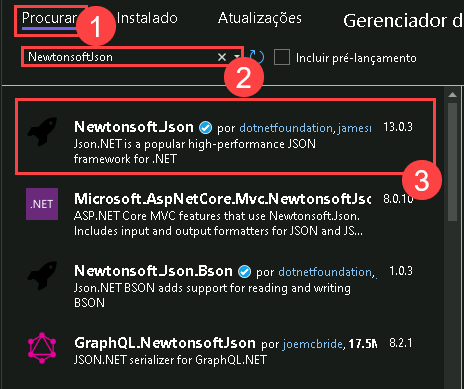 Procurar 1 Instalado Atualizações Gerenciador d
NewtonsoftJson 2 Incluir pré-lançamento
Newtonsoft.Json por dotnetfoundation, jamesn 13.0.3
Json.NET is a popular high-performance JSON
framework for .NET
3
.NET Microsoft.AspNetCore.Mvc.NewtonsoftJso 8.0.10
ASP.NET Core MVC features that use Newtonsoft.Json.
Includes input and output formatters for JSON and JS...
Newtonsoft.Json.Bson por dotnetfoundation, 1.0.3
Json.NET BSON adds support for reading and writing
BSON
GraphQL.NewtonsoftJson por joemcbride, 17.5M 8.2.1
JSON.NET serializer for GraphQL.NET